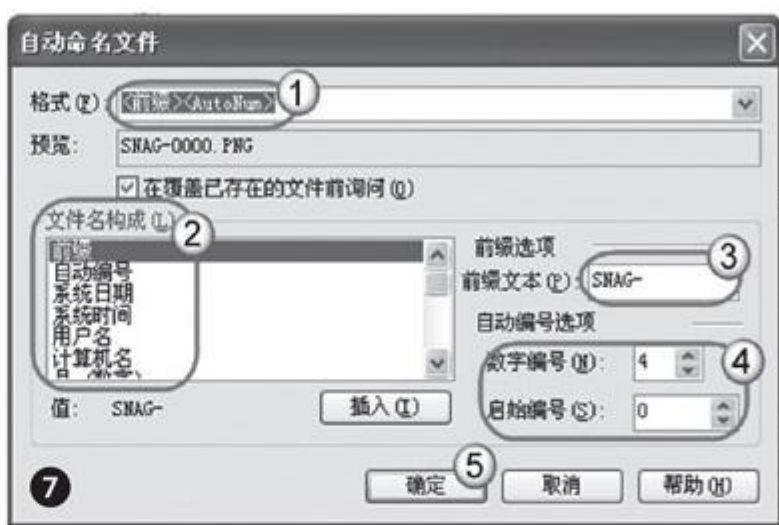 自动命名文件
格式(F): <前缀><AutoNum> ①
预览: SNAG-0000.PNG
在覆盖已存在的文件前询问(Q)
文件名构成(L) ②
前缀
自动编号
系统日期
系统时间
用户名
计算机名
月 (数字)
值: SNAG-
插入(I)
前缀选项
前缀文本(P): SNAG- ③
自动编号选项
数字编号(N): 4 ④
启始编号(S): 0
❼ 确定 ⑤ 取消 帮助(H)